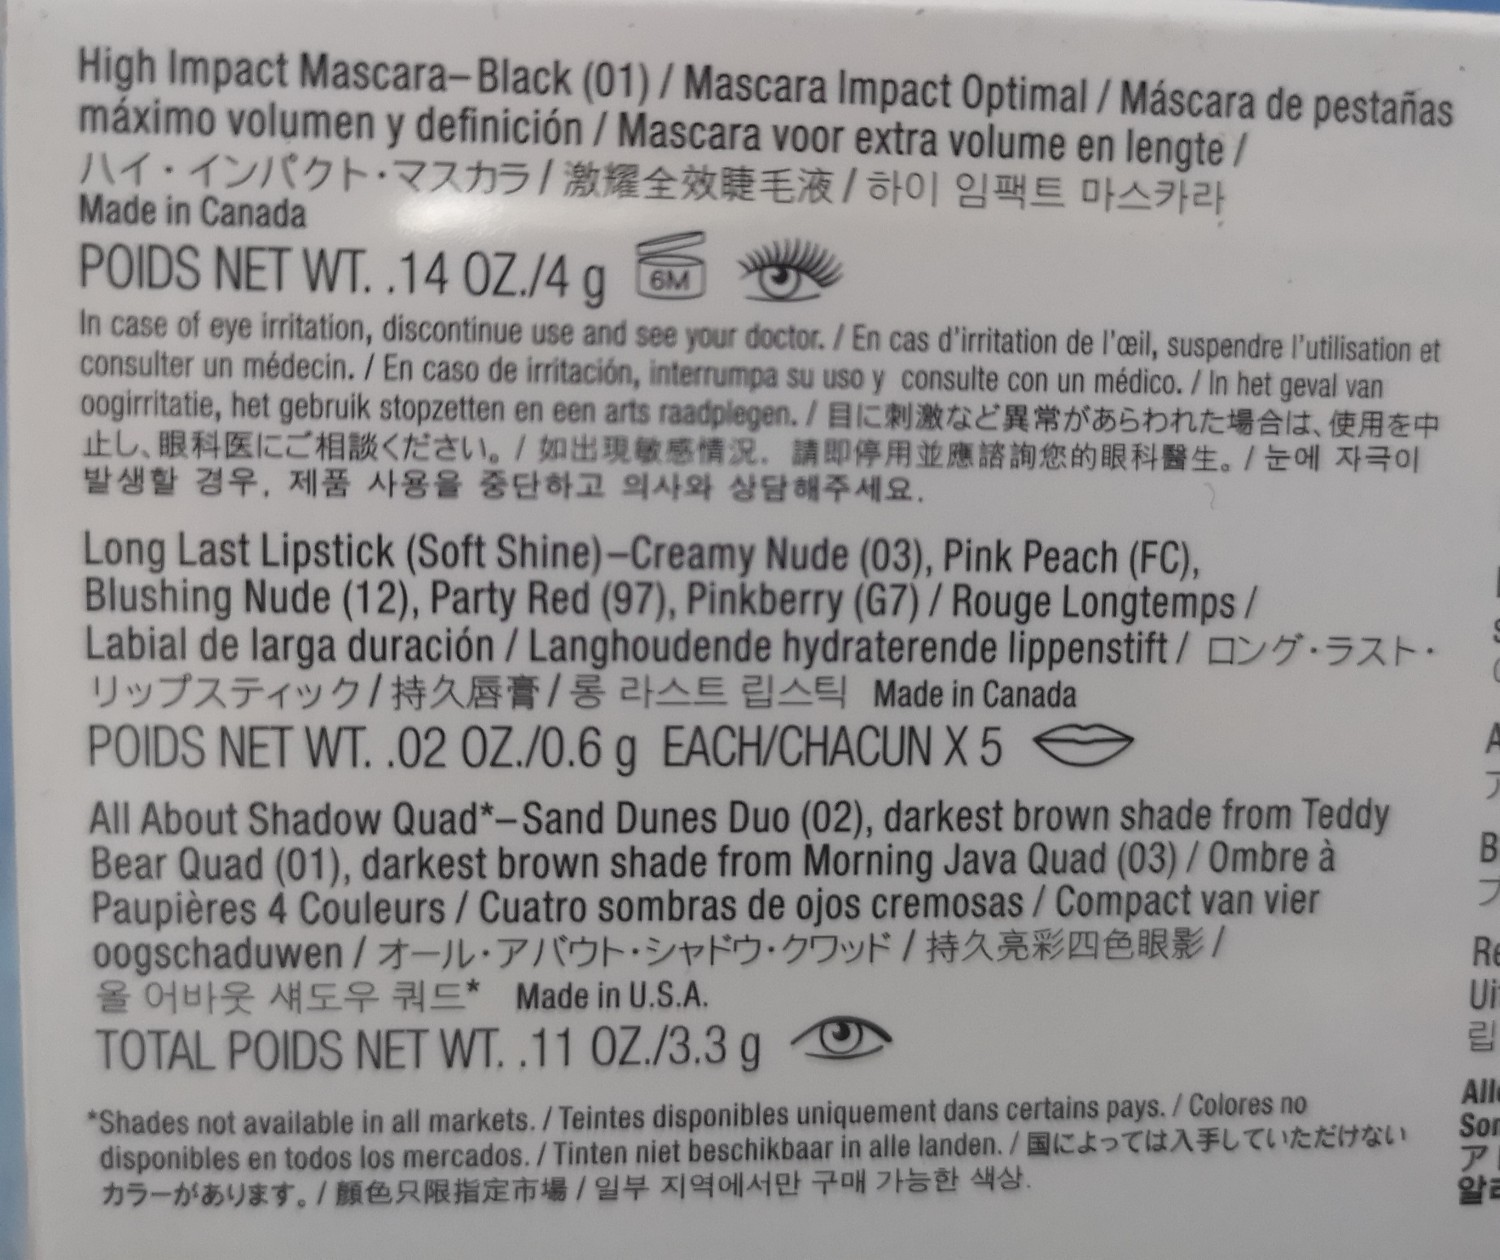 High Impact Mascara–Black (01) / Mascara Impact Optimal / Máscara de pestañas
máximo volumen y definición / Mascara voor extra volume en lengte /
ハイ・インパクト・マスカラ / 激耀全效睫毛液 / 하이 임팩트 마스카라
Made in Canada
POIDS NET WT. .14 OZ./4 g 6M
In case of eye irritation, discontinue use and see your doctor. / En cas d'irritation de l'œil, suspendre l'utilisation et
consulter un médecin. / En caso de irritación, interrumpa su uso y consulte con un médico. / In het geval van
oogirritatie, het gebruik stopzetten en een arts raadplegen. / 目に刺激など異常があらわれた場合は、使用を中
止し、眼科医にご相談ください。 / 如出現敏感情況, 請即停用並應諮詢您的眼科醫生。 / 눈에 자극이
발생할 경우, 제품 사용을 중단하고 의사와 상담해주세요.
Long Last Lipstick (Soft Shine)–Creamy Nude (03), Pink Peach (FC),
Blushing Nude (12), Party Red (97), Pinkberry (G7) / Rouge Longtemps /
Labial de larga duración / Langhoudende hydraterende lippenstift / ロング・ラスト・
リップスティック / 持久唇膏 / 롱 라스트 립스틱 Made in Canada
POIDS NET WT. .02 OZ./0.6 g EACH/CHACUN X 5
All About Shadow Quad*–Sand Dunes Duo (02), darkest brown shade from Teddy
Bear Quad (01), darkest brown shade from Morning Java Quad (03) / Ombre à
Paupières 4 Couleurs / Cuatro sombras de ojos cremosas / Compact van vier
oogschaduwen / オール・アバウト・シャドウ・クワッド / 持久亮彩四色眼影 /
올 어바웃 섀도우 쿼드* Made in U.S.A.
TOTAL POIDS NET WT. .11 OZ./3.3 g
*Shades not available in all markets. / Teintes disponibles uniquement dans certains pays. / Colores no
disponibles en todos los mercados. / Tinten niet beschikbaar in alle landen. / 国によっては入手していただけない
カラーがあります。 / 顏色只限指定市場 / 일부 지역에서만 구매 가능한 색상.